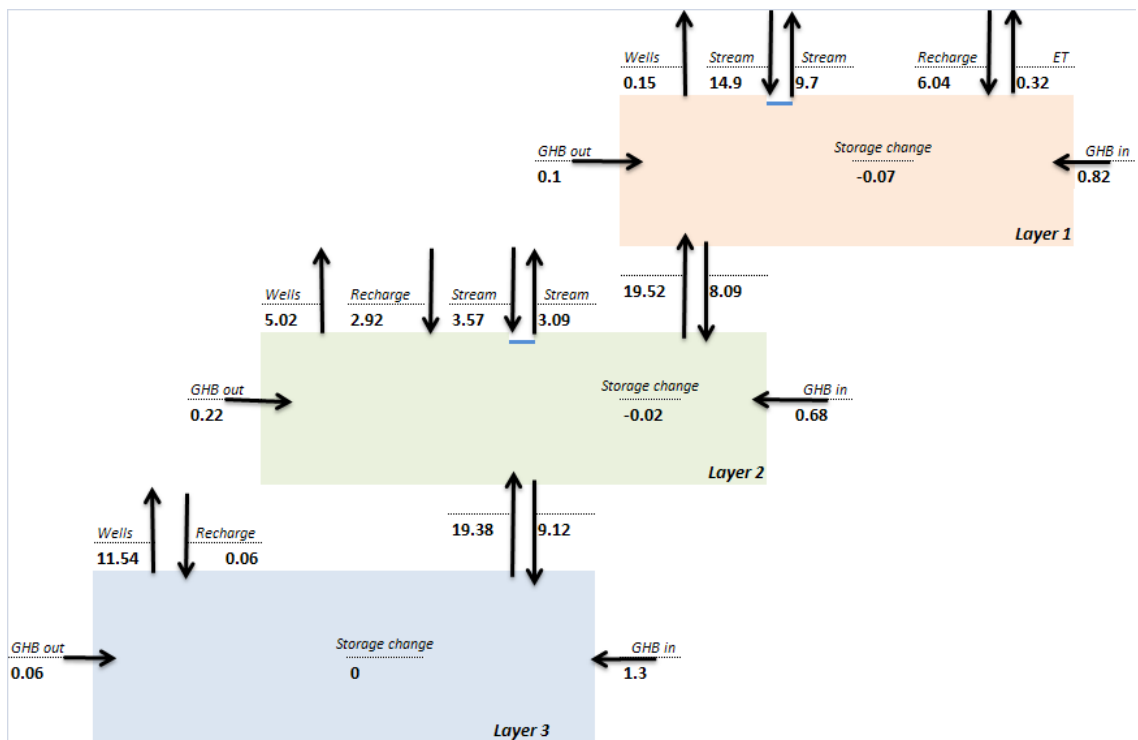 Wells Stream Stream Recharge ET
0.15 14.9 9.7 6.04 0.32
GHB out Storage change GHB in
0.1 -0.07 0.82
Layer 1
19.52 8.09
Wells Recharge Stream Stream
5.02 2.92 3.57 3.09
GHB out Storage change GHB in
0.22 -0.02 0.68
Layer 2
19.38 9.12
Wells Recharge
11.54 0.06
GHB out Storage change GHB in
0.06 0 1.3
Layer 3